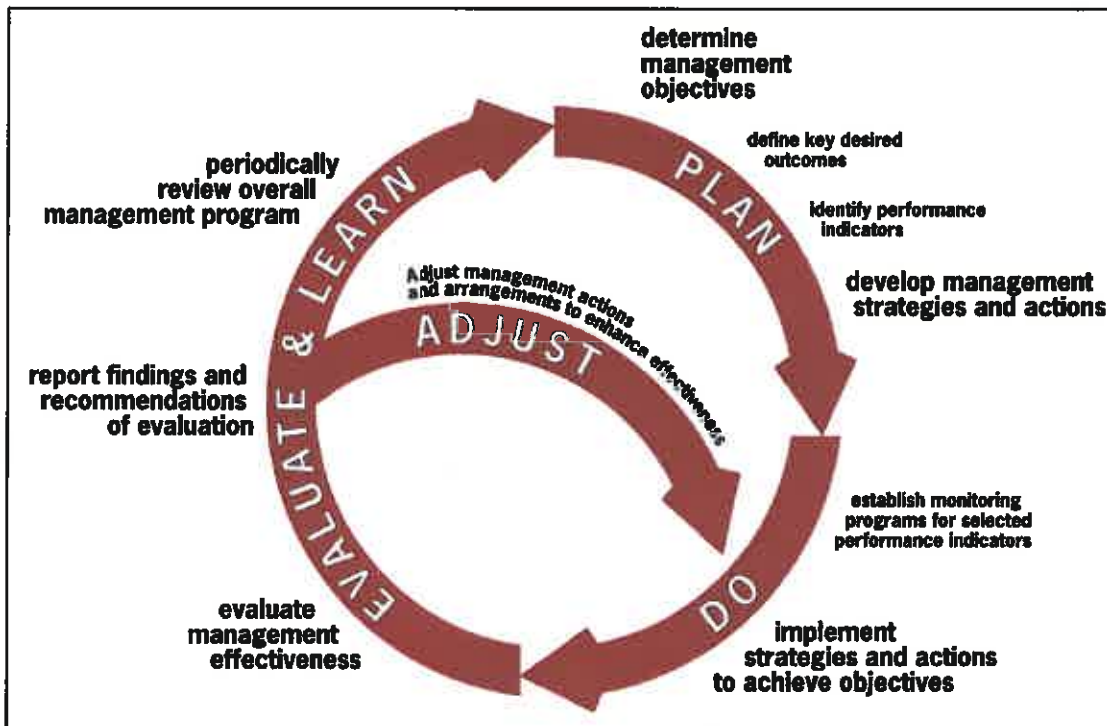 determine
management
objectives
define key desired
outcomes
PLAN
identify performance
indicators
develop management
strategies and actions
establish monitoring
programs for selected
performance indicators
DO
implement
strategies and actions
to achieve objectives
evaluate
management
effectiveness
EVALUATE & LEARN
report findings and
recommendations
of evaluation
periodically
review overall
management program
Adjust management actions
and arrangements to enhance effectiveness
ADJUST